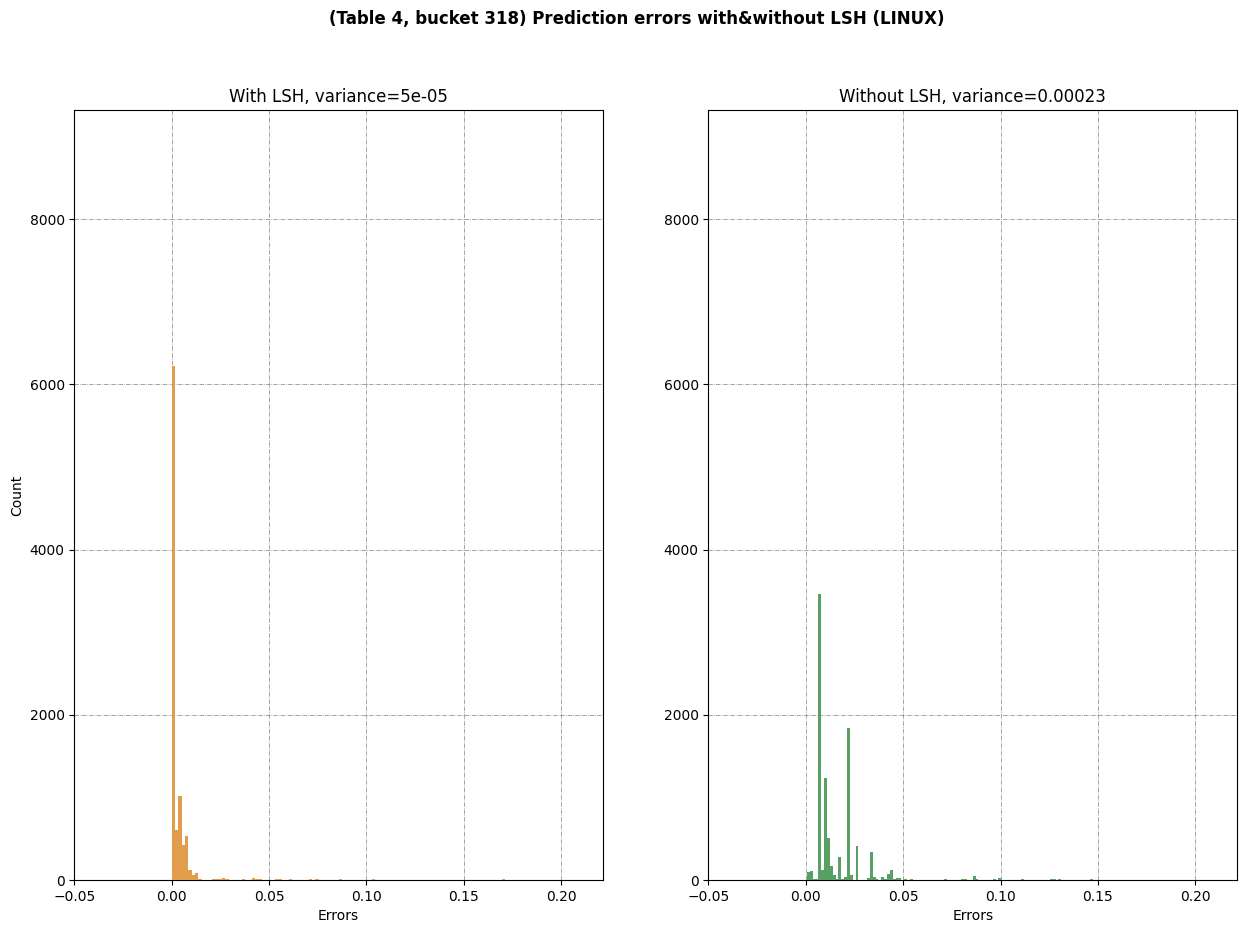 (Table 4, bucket 318) Prediction errors with&without LSH (LINUX)
With LSH, variance=5e-05
8000
6000
4000
2000
0
Count
−0.05 0.00 0.05 0.10 0.15 0.20
Errors
Without LSH, variance=0.00023
8000
6000
4000
2000
0
−0.05 0.00 0.05 0.10 0.15 0.20
Errors